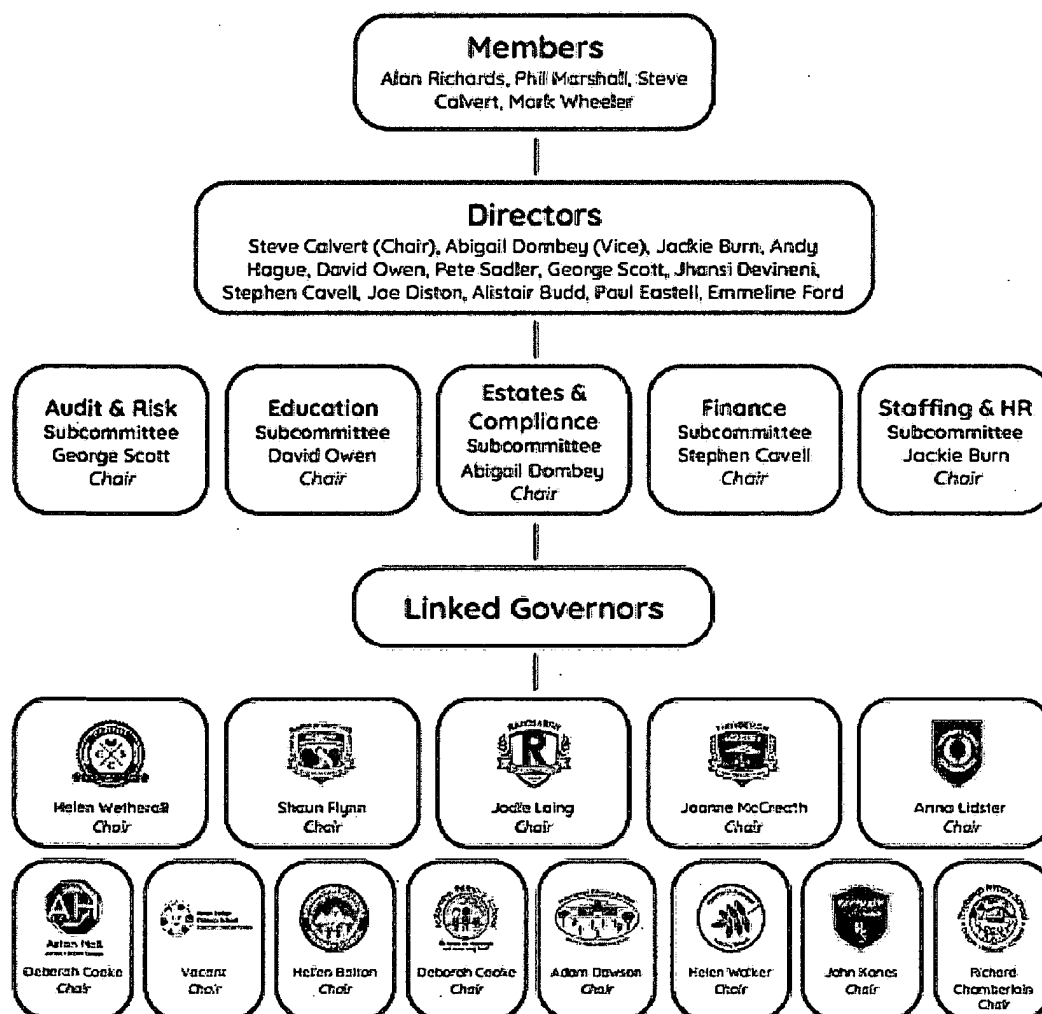 Members
Alan Richards, Phil Marshall, Steve
Calvert, Mark Wheeler
Directors
Steve Calvert (Chair), Abigail Dombey (Vice), Jackie Burn, Andy
Hague, David Owen, Pete Sadler, George Scott, Jhansi Devineni,
Stephen Cavell, Joe Diston, Alistair Budd, Paul Eastell, Emmeline Ford
Audit & Risk
Subcommittee
George Scott
Chair
Education
Subcommittee
David Owen
Chair
Estates &
Compliance
Subcommittee
Abigail Dombey
Chair
Finance
Subcommittee
Stephen Cavell
Chair
Staffing & HR
Subcommittee
Jackie Burn
Chair
Linked Governors
Helen Wetherall
Chair
Shaun Flynn
Chair
R
Jodie Laing
Chair
Joanne McCreath
Chair
Anna Lidster
Chair
AH
Aston Hall
Deborah Cooke
Chair
Vacant
Chair
Hellen Bolton
Chair
Deborah Cooke
Chair
Adam Dawson
Chair
Helen Walker
Chair
John Kanes
Chair
Richard
Chamberlain
Chair